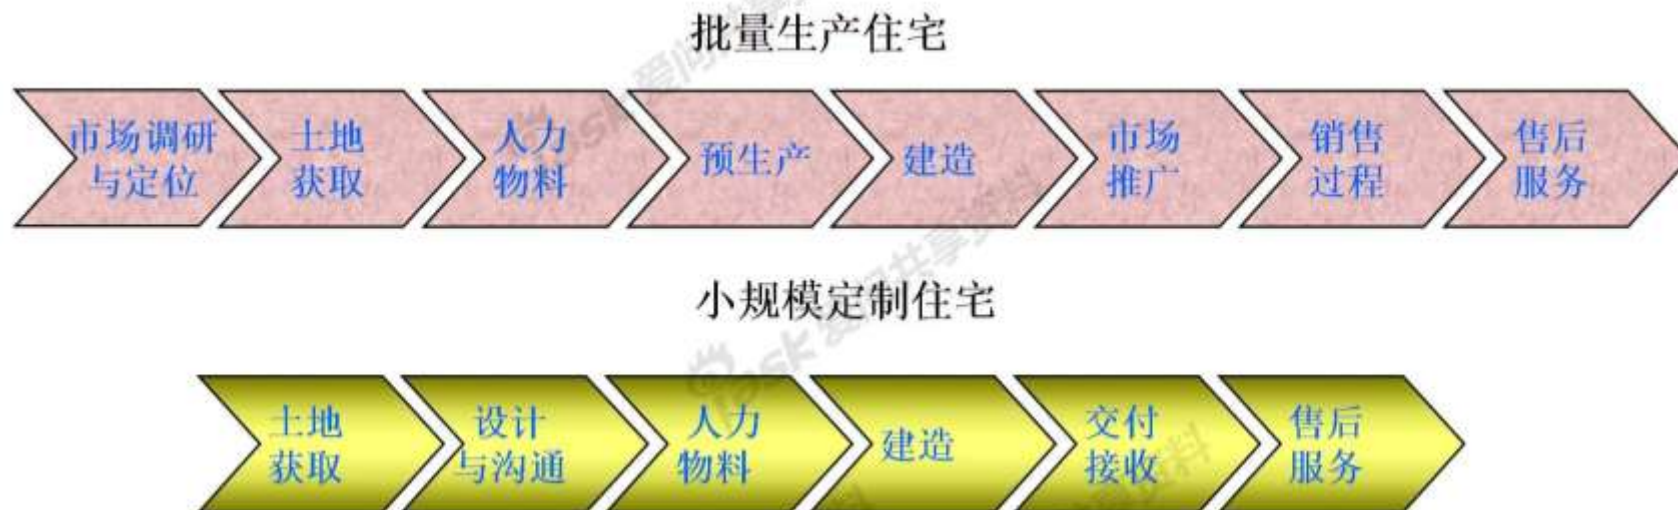 批量生产住宅
市场调研
与定位
土地
获取
人力
物料
预生产
建造
市场
推广
销售
过程
售后
服务
小规模定制住宅
土地
获取
设计
与沟通
人力
物料
建造
交付
接收
售后
服务